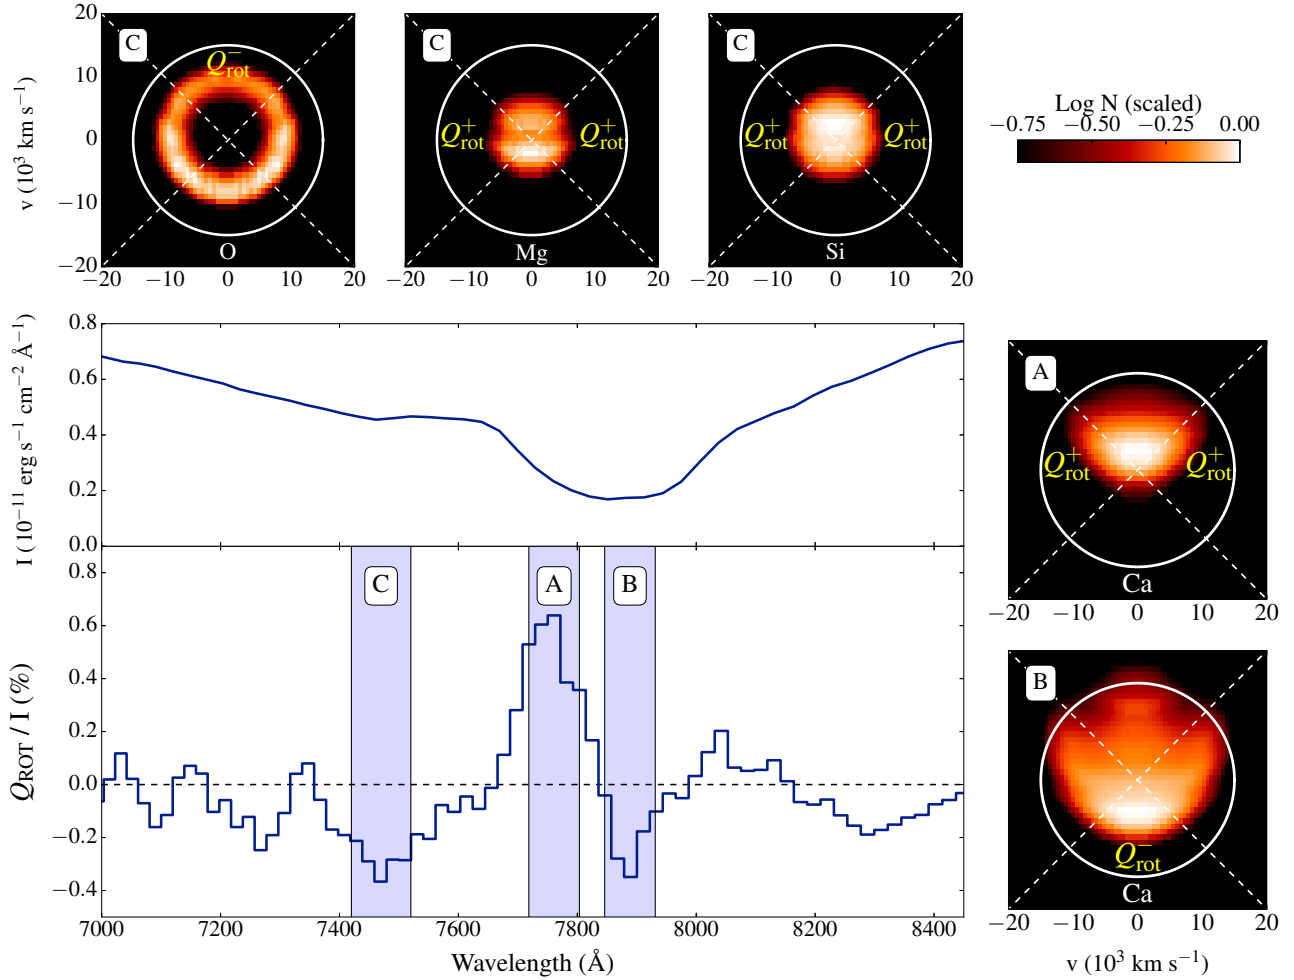 20
10
0
−10
−20
v (10³ km s⁻¹)
C
Q⁻rot
O
−20 −10 0 10 20
C
Q⁺rot Q⁺rot
Mg
−20 −10 0 10 20
C
Q⁺rot Q⁺rot
Si
−20 −10 0 10 20
Log N (scaled)
−0.75 −0.50 −0.25 0.00
0.8
0.6
0.4
0.2
0.0
I (10⁻¹¹ erg s⁻¹ cm⁻² Å⁻¹)
A
Q⁺rot Q⁺rot
Ca
−20 −10 0 10 20
C A B
0.8
0.6
0.4
0.2
0.0
−0.2
−0.4
Q_ROT / I (%)
7000 7200 7400 7600 7800 8000 8200 8400
Wavelength (Å)
B
Q⁻rot
Ca
−20 −10 0 10 20
v (10³ km s⁻¹)